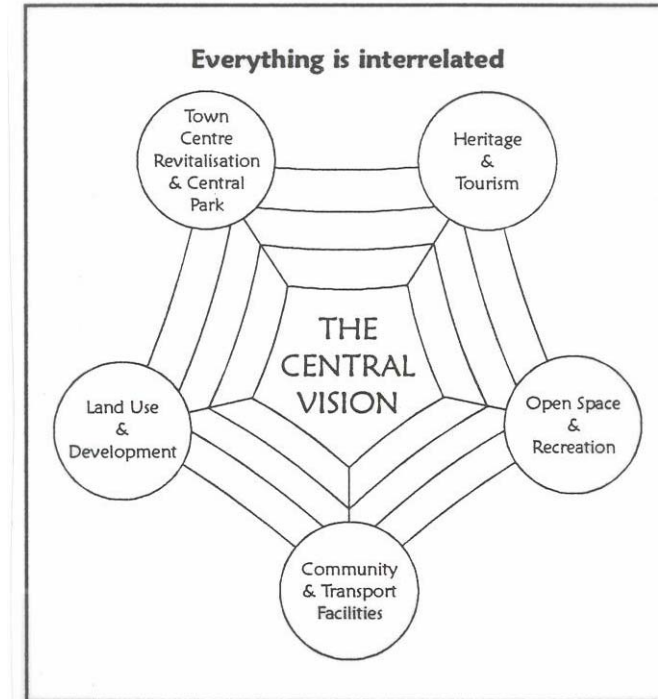 Everything is interrelated
Town
Centre
Revitalisation
& Central
Park
Heritage
&
Tourism
THE
CENTRAL
VISION
Land Use
&
Development
Open Space
&
Recreation
Community
& Transport
Facilities